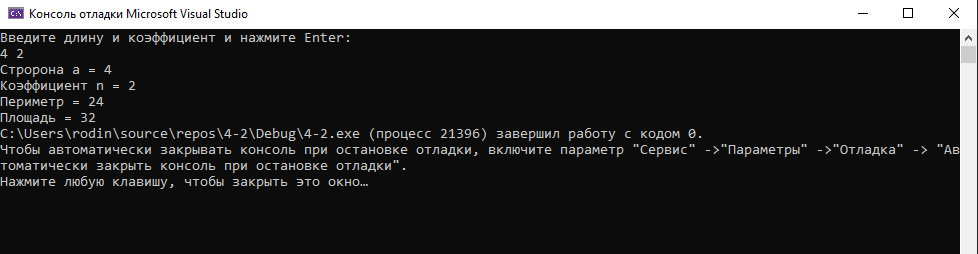 Консоль отладки Microsoft Visual Studio
Введите длину и коэффициент и нажмите Enter:
4 2
Стророна a = 4
Коэффициент n = 2
Периметр = 24
Площадь = 32
C:\Users\rodin\source\repos\4-2\Debug\4-2.exe (процесс 21396) завершил работу с кодом 0.
Чтобы автоматически закрывать консоль при остановке отладки, включите параметр "Сервис" ->"Параметры" ->"Отладка" -> "Ав
томатически закрыть консоль при остановке отладки".
Нажмите любую клавишу, чтобы закрыть это окно…